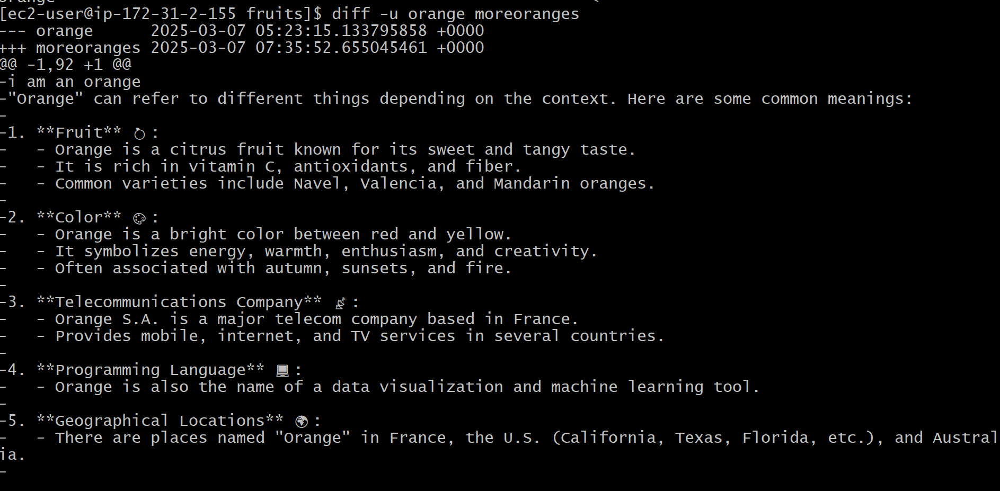 orange
[ec2-user@ip-172-31-2-155 fruits]$ diff -u orange moreoranges
--- orange      2025-03-07 05:23:15.133795858 +0000
+++ moreoranges 2025-03-07 07:35:52.655045461 +0000
@@ -1,92 +1 @@
-i am an orange
-"Orange" can refer to different things depending on the context. Here are some common meanings:
-
-1. **Fruit** 🍊:
-   - Orange is a citrus fruit known for its sweet and tangy taste.
-   - It is rich in vitamin C, antioxidants, and fiber.
-   - Common varieties include Navel, Valencia, and Mandarin oranges.
-
-2. **Color** 🎨:
-   - Orange is a bright color between red and yellow.
-   - It symbolizes energy, warmth, enthusiasm, and creativity.
-   - Often associated with autumn, sunsets, and fire.
-
-3. **Telecommunications Company** 📡:
-   - Orange S.A. is a major telecom company based in France.
-   - Provides mobile, internet, and TV services in several countries.
-
-4. **Programming Language** 💻:
-   - Orange is also the name of a data visualization and machine learning tool.
-
-5. **Geographical Locations** 🌍:
-   - There are places named "Orange" in France, the U.S. (California, Texas, Florida, etc.), and Austral
ia.
-